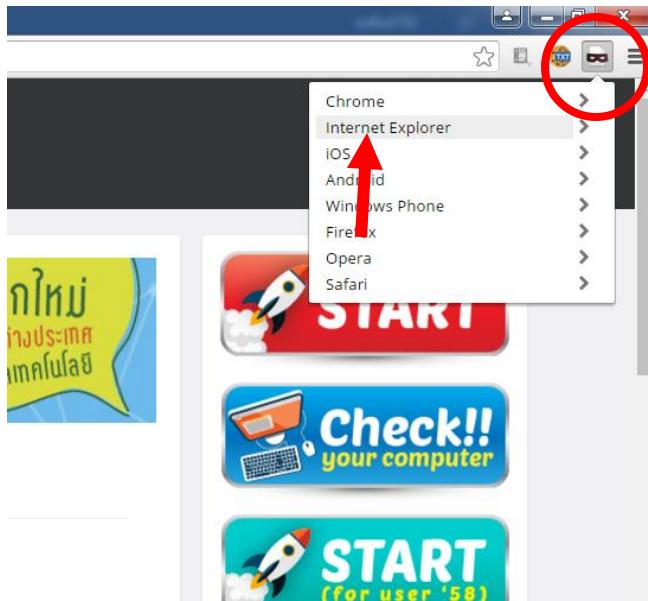 TXT
Chrome
Internet Explorer
iOS
Android
Windows Phone
Firefox
Opera
Safari
START
Check!!
your computer
START
(for user '58)
กใหม่
่างประเทศ
เทคโนโลยี